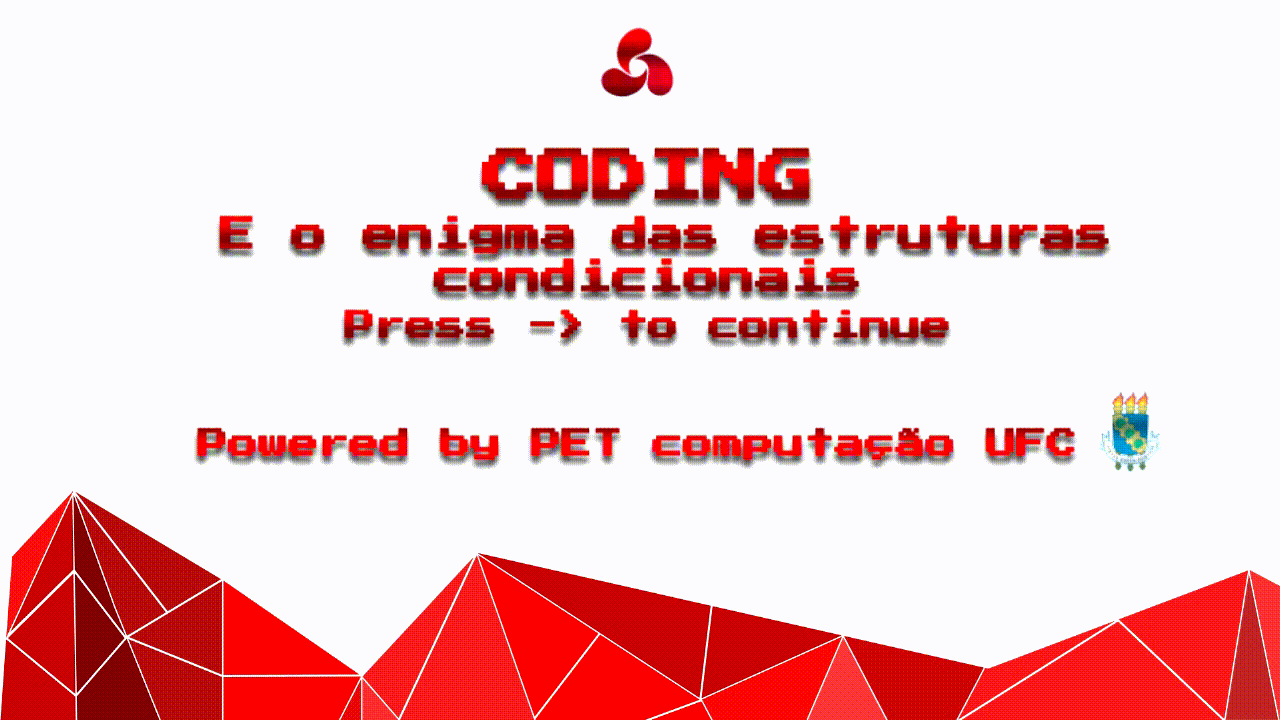 CODING
E o enigma das estruturas
condicionais
Press -> to continue
Powered by PET computação UFC